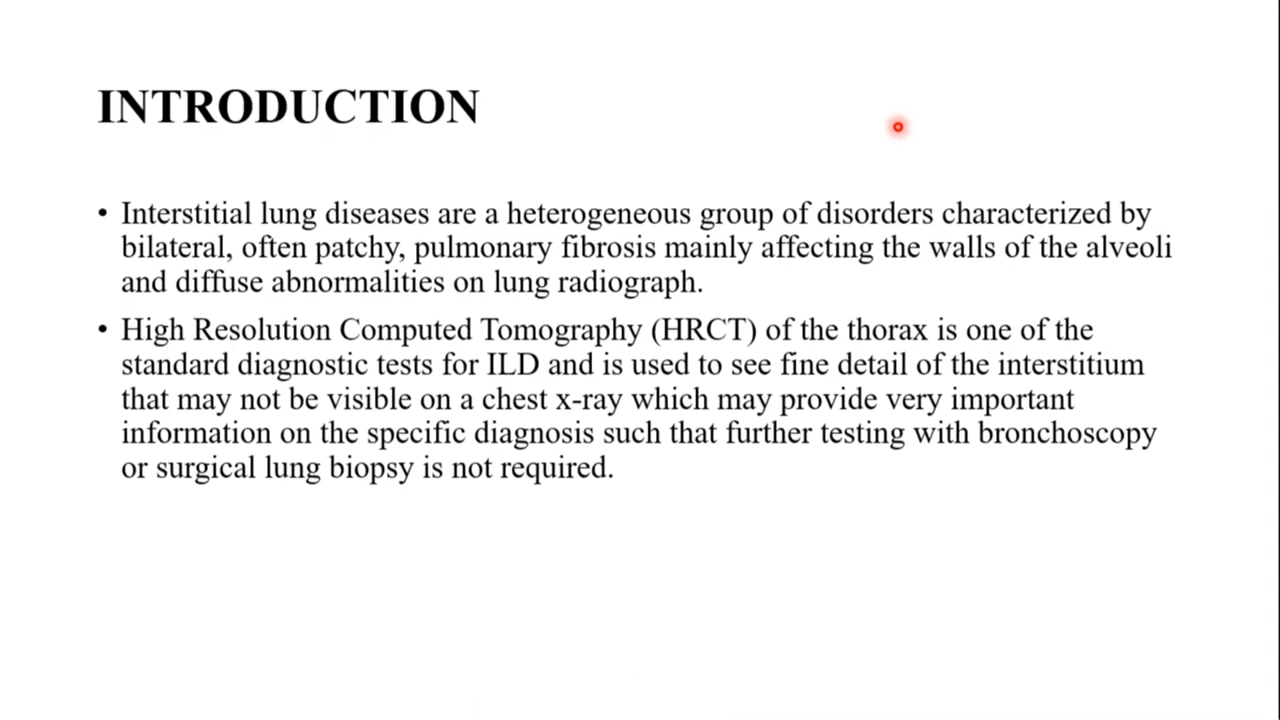 INTRODUCTION
• Interstitial lung diseases are a heterogeneous group of disorders characterized by
bilateral, often patchy, pulmonary fibrosis mainly affecting the walls of the alveoli
and diffuse abnormalities on lung radiograph.
• High Resolution Computed Tomography (HRCT) of the thorax is one of the
standard diagnostic tests for ILD and is used to see fine detail of the interstitium
that may not be visible on a chest x-ray which may provide very important
information on the specific diagnosis such that further testing with bronchoscopy
or surgical lung biopsy is not required.